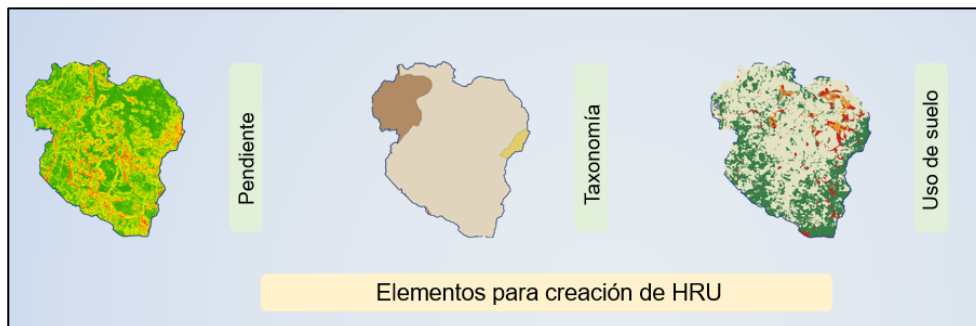 Pendiente
Taxonomía
Uso de suelo
Elementos para creación de HRU